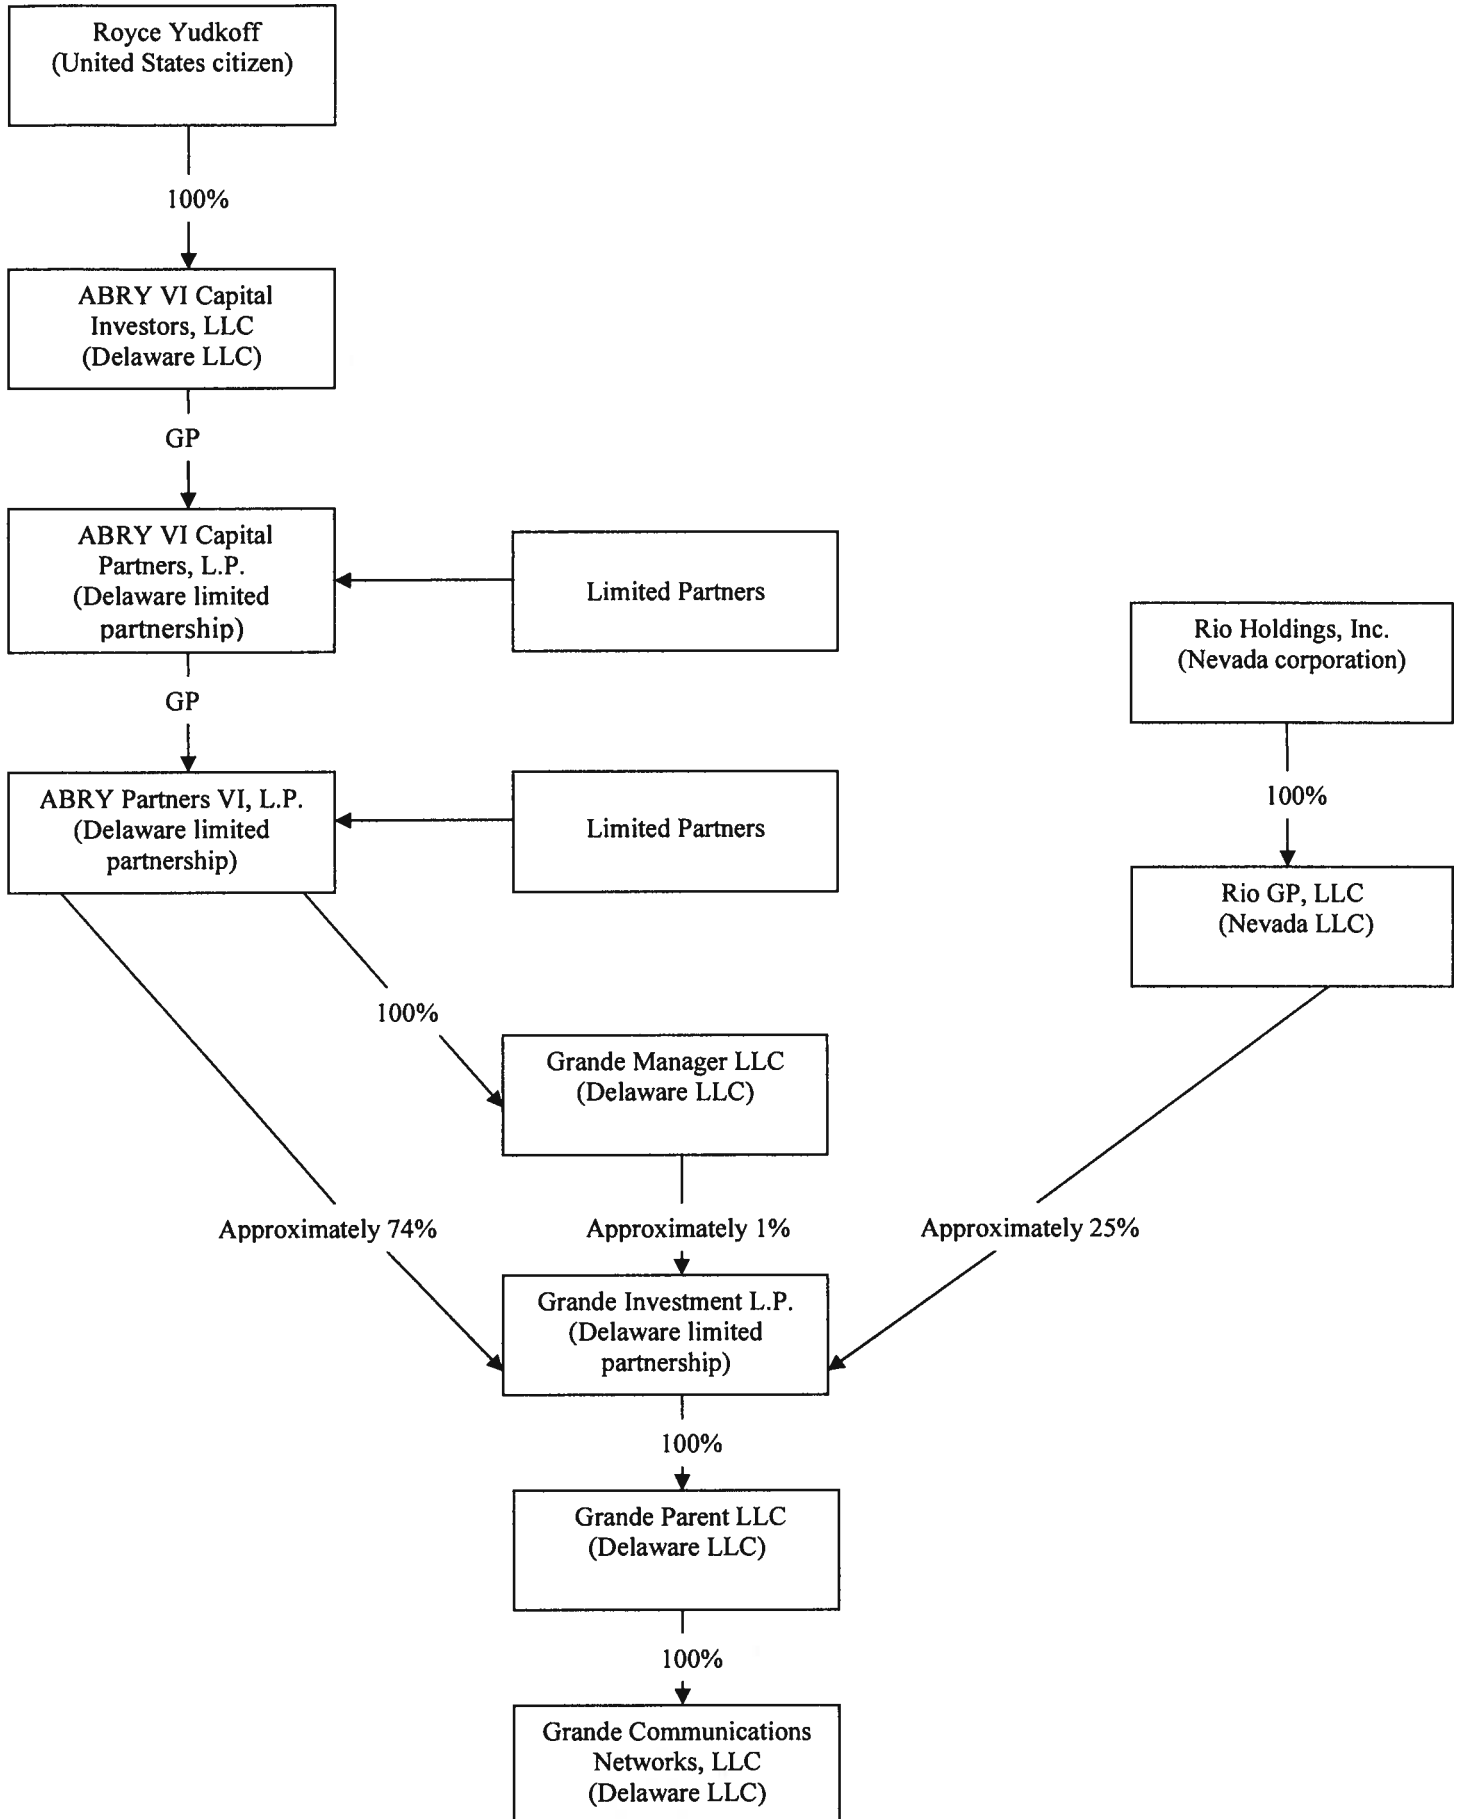 Royce Yudkoff
(United States citizen)
100%
ABRY VI Capital
Investors, LLC
(Delaware LLC)
GP
ABRY VI Capital
Partners, L.P.
(Delaware limited
partnership)
Limited Partners
Rio Holdings, Inc.
(Nevada corporation)
GP
100%
ABRY Partners VI, L.P.
(Delaware limited
partnership)
Limited Partners
Rio GP, LLC
(Nevada LLC)
100%
Grande Manager LLC
(Delaware LLC)
Approximately 74%
Approximately 1%
Approximately 25%
Grande Investment L.P.
(Delaware limited
partnership)
100%
Grande Parent LLC
(Delaware LLC)
100%
Grande Communications
Networks, LLC
(Delaware LLC)